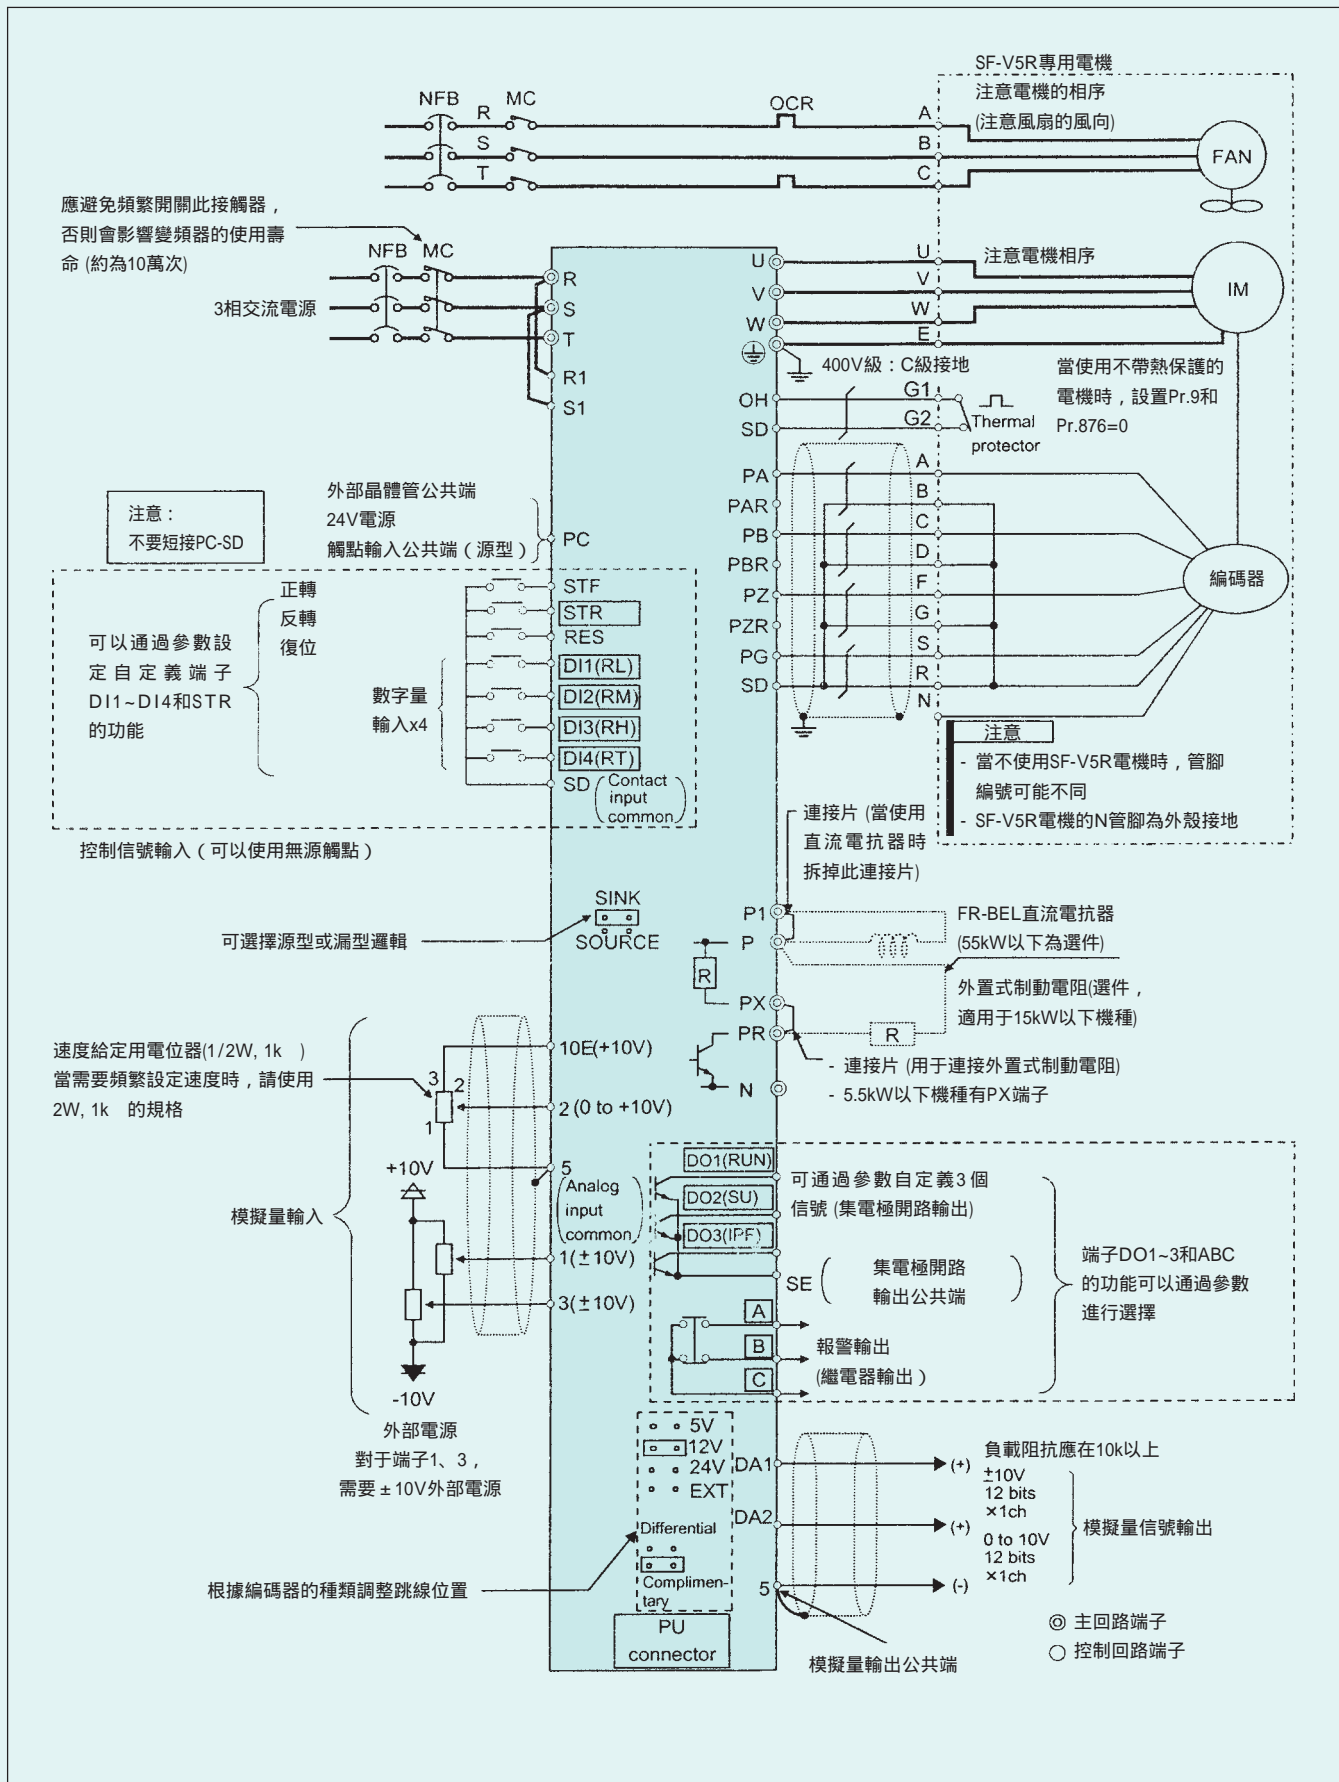 SF-V5R專用電機
注意電機的相序
(注意風扇的風向)
NFB MC OCR
R A
S B
T C
FAN
應避免頻繁開關此接觸器，
否則會影響變頻器的使用壽
命 (約為10萬次)
NFB MC
3相交流電源
R
S
T
R1
S1
U U
V V
W W
E
注意電機相序
IM
400V級：C級接地
當使用不帶熱保護的
電機時，設置Pr.9和
Pr.876=0
OH G1
SD G2
Thermal
protector
PA A
PAR B
PB C
PBR D
PZ F
PZR G
PG S
SD R
N
編碼器
注意
- 當不使用SF-V5R電機時，管腳
編號可能不同
- SF-V5R電機的N管腳為外殼接地
注意：
不要短接PC-SD
外部晶體管公共端
24V電源
觸點輸入公共端（源型）
PC
可以通過參數設
定自定義端子
DI1~DI4和STR
的功能
正轉
反轉
復位
數字量
輸入x4
STF
STR
RES
DI1(RL)
DI2(RM)
DI3(RH)
DI4(RT)
SD
(Contact
input
common)
控制信號輸入（可以使用無源觸點）
連接片 (當使用
直流電抗器時
拆掉此連接片)
SINK
SOURCE
可選擇源型或漏型邏輯
P1
P
R
PX
PR
N
FR-BEL直流電抗器
(55kW以下為選件)
外置式制動電阻(選件，
適用于15kW以下機種)
R
- 連接片 (用于連接外置式制動電阻)
- 5.5kW以下機種有PX端子
速度給定用電位器(1/2W, 1k )
當需要頻繁設定速度時，請使用
2W, 1k 的規格
3
2
1
10E(+10V)
2 (0 to +10V)
5
(Analog
input
common)
1(±10V)
3(±10V)
模擬量輸入
+10V
-10V
外部電源
對于端子1、3，
需要±10V外部電源
DO1(RUN)
DO2(SU)
DO3(IPF)
可通過參數自定義3個
信號 (集電極開路輸出)
SE
(集電極開路
輸出公共端)
端子DO1~3和ABC
的功能可以通過參數
進行選擇
A
B
C
報警輸出
(繼電器輸出）
5V
12V
24V
EXT
Differential
Complimen-
tary
根據編碼器的種類調整跳線位置
PU
connector
DA1 (+)
DA2 (+)
5 (-)
負載阻抗應在10k以上
±10V
12 bits
×1ch
0 to 10V
12 bits
×1ch
模擬量信號輸出
模擬量輸出公共端
◎ 主回路端子
○ 控制回路端子